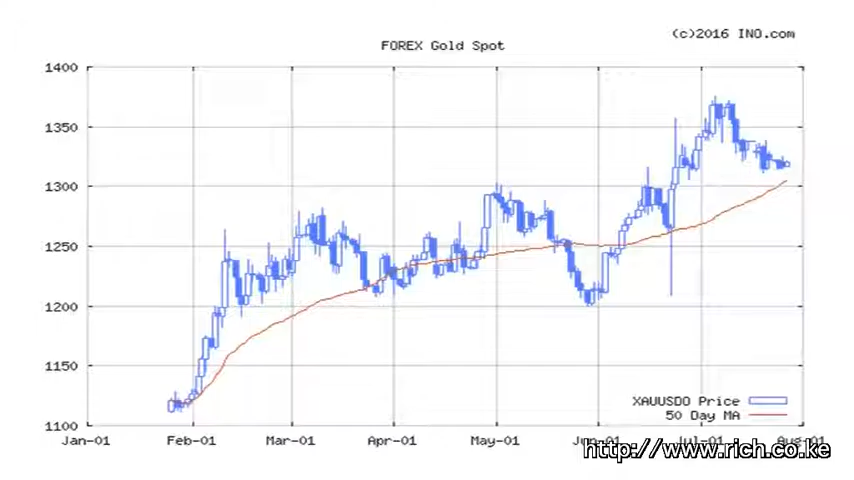 (c)2016 INO.com
FOREX Gold Spot
1400
1350
1300
1250
1200
1150
1100
XAUUSDO Price
50 Day MA
Jan-01 Feb-01 Mar-01 Apr-01 May-01 Jun-01 Jul-01 Aug-01
http://www.rich.co.ke